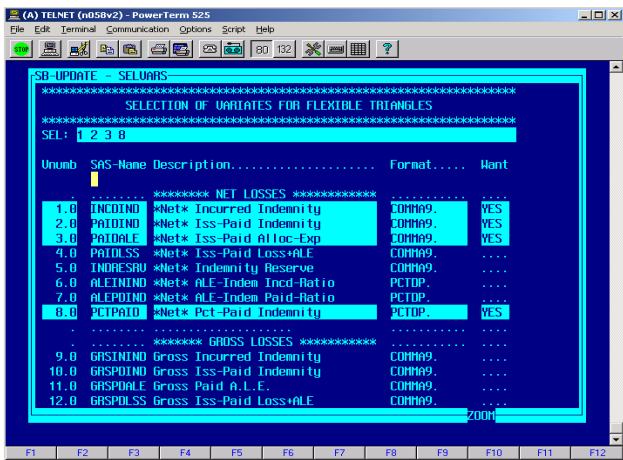 (A) TELNET (n058v2) - PowerTerm 525
File Edit Terminal Communication Options Script Help
STOP 80 132 ?
SB-UPDATE - SELVARS
*******************************************************************
SELECTION OF VARIATES FOR FLEXIBLE TRIANGLES
*******************************************************************
SEL: 1 2 3 8
Vnumb SAS-Name Description........................ Format..... Want
. ........ ******** NET LOSSES ************ ........... ....
1.0 INCDIND *Net* Incurred Indemnity COMMA9. YES
2.0 PAIDIND *Net* Iss-Paid Indemnity COMMA9. YES
3.0 PAIDALE *Net* Iss-Paid Alloc-Exp COMMA9. YES
4.0 PAIDLSS *Net* Iss-Paid Loss+ALE COMMA9. ....
5.0 INDRESRV *Net* Indemnity Reserve COMMA9. ....
6.0 ALEININD *Net* ALE-Indem Incd-Ratio PCTDP. ....
7.0 ALEPDIND *Net* ALE-Indem Paid-Ratio PCTDP. ....
8.0 PCTPAID *Net* Pct-Paid Indemnity PCTDP. YES
. ........ .................... ........... ....
. ........ ******* GROSS LOSSES *********** ........... ....
9.0 GRSININD Gross Incurred Indemnity COMMA9. ....
10.0 GRSPDIND Gross Iss-Paid Indemnity COMMA9. ....
11.0 GRSPDALE Gross Paid A.L.E. COMMA9. ....
12.0 GRSPDLSS Gross Iss-Paid Loss+ALE COMMA9. ....
ZOOM
F1 F2 F3 F4 F5 F6 F7 F8 F9 F10 F11 F12